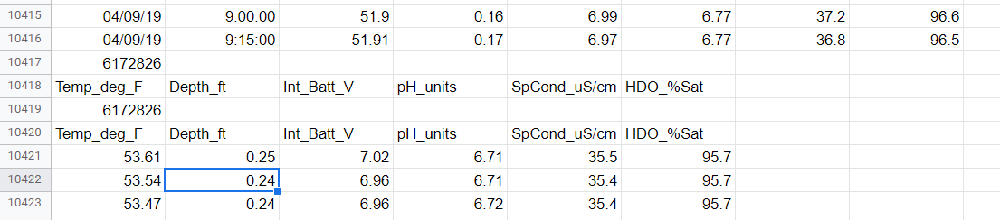 10415 04/09/19 9:00:00 51.9 0.16 6.99 6.77 37.2 96.6
10416 04/09/19 9:15:00 51.91 0.17 6.97 6.77 36.8 96.5
10417 6172826
10418 Temp_deg_F Depth_ft Int_Batt_V pH_units SpCond_uS/cm HDO_%Sat
10419 6172826
10420 Temp_deg_F Depth_ft Int_Batt_V pH_units SpCond_uS/cm HDO_%Sat
10421 53.61 0.25 7.02 6.71 35.5 95.7
10422 53.54 0.24 6.96 6.71 35.4 95.7
10423 53.47 0.24 6.96 6.72 35.4 95.7